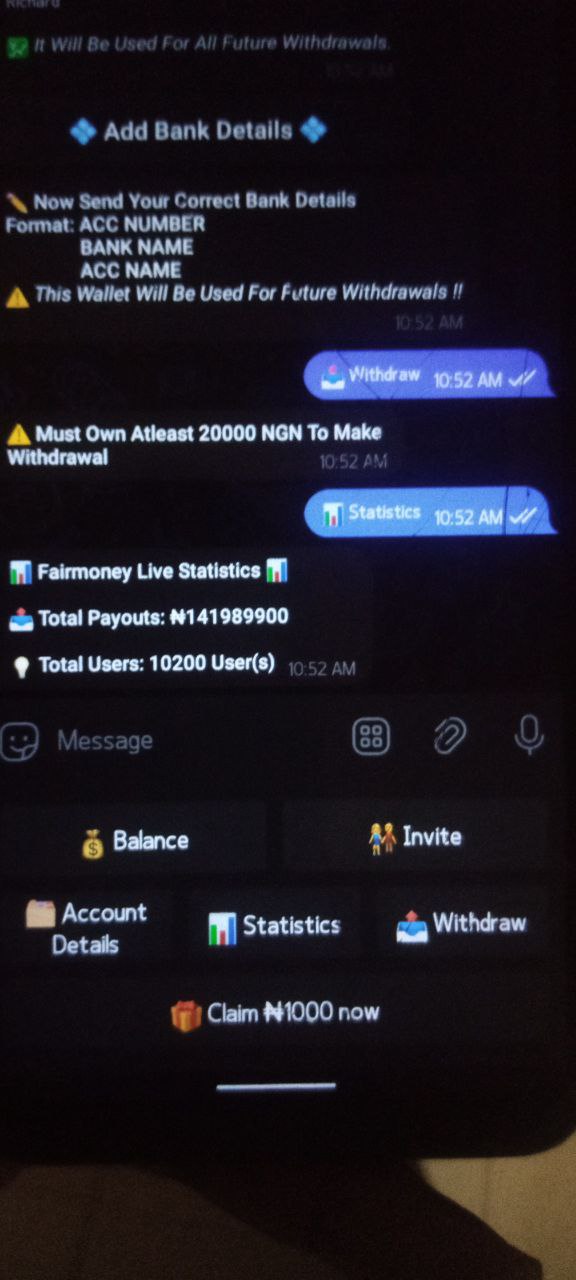 Richard
It Will Be Used For All Future Withdrawals.
10:52 AM
Add Bank Details
Now Send Your Correct Bank Details
Format: ACC NUMBER
BANK NAME
ACC NAME
This Wallet Will Be Used For Future Withdrawals !!
10:52 AM
Withdraw 10:52 AM
Must Own Atleast 20000 NGN To Make
Withdrawal 10:52 AM
Statistics 10:52 AM
Fairmoney Live Statistics
Total Payouts: ₦141989900
Total Users: 10200 User(s) 10:52 AM
Message
Balance
Invite
Account
Details
Statistics
Withdraw
Claim ₦1000 now